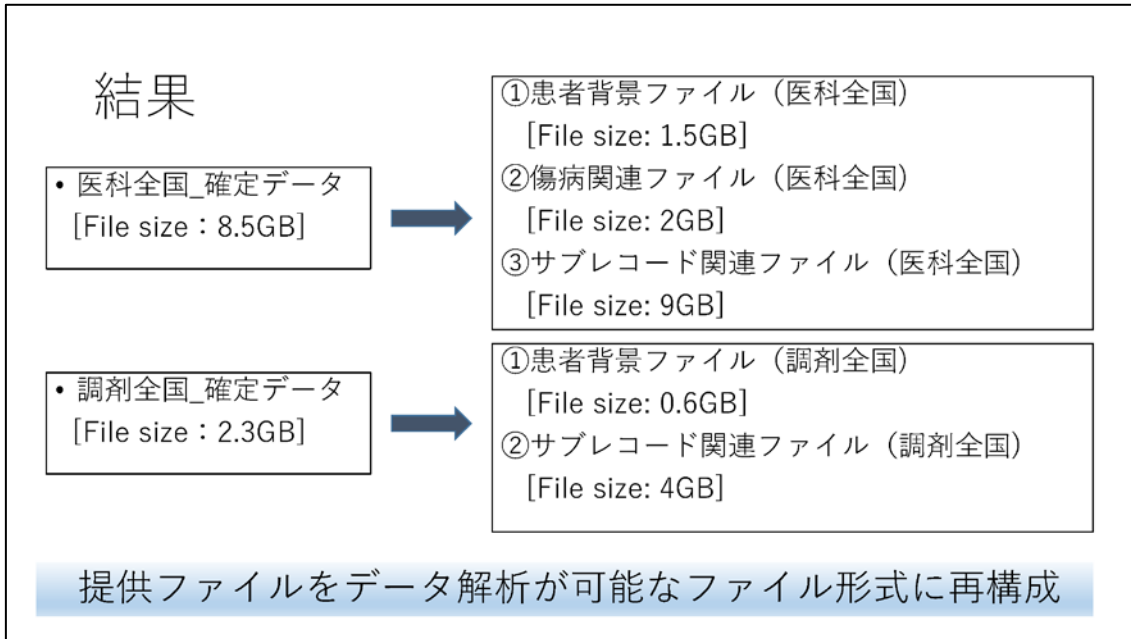 結果
• 医科全国_確定データ
[File size：8.5GB]
①患者背景ファイル（医科全国）
[File size: 1.5GB]
②傷病関連ファイル（医科全国）
[File size: 2GB]
③サブレコード関連ファイル（医科全国）
[File size: 9GB]
• 調剤全国_確定データ
[File size：2.3GB]
①患者背景ファイル（調剤全国）
[File size: 0.6GB]
②サブレコード関連ファイル（調剤全国）
[File size: 4GB]
提供ファイルをデータ解析が可能なファイル形式に再構成